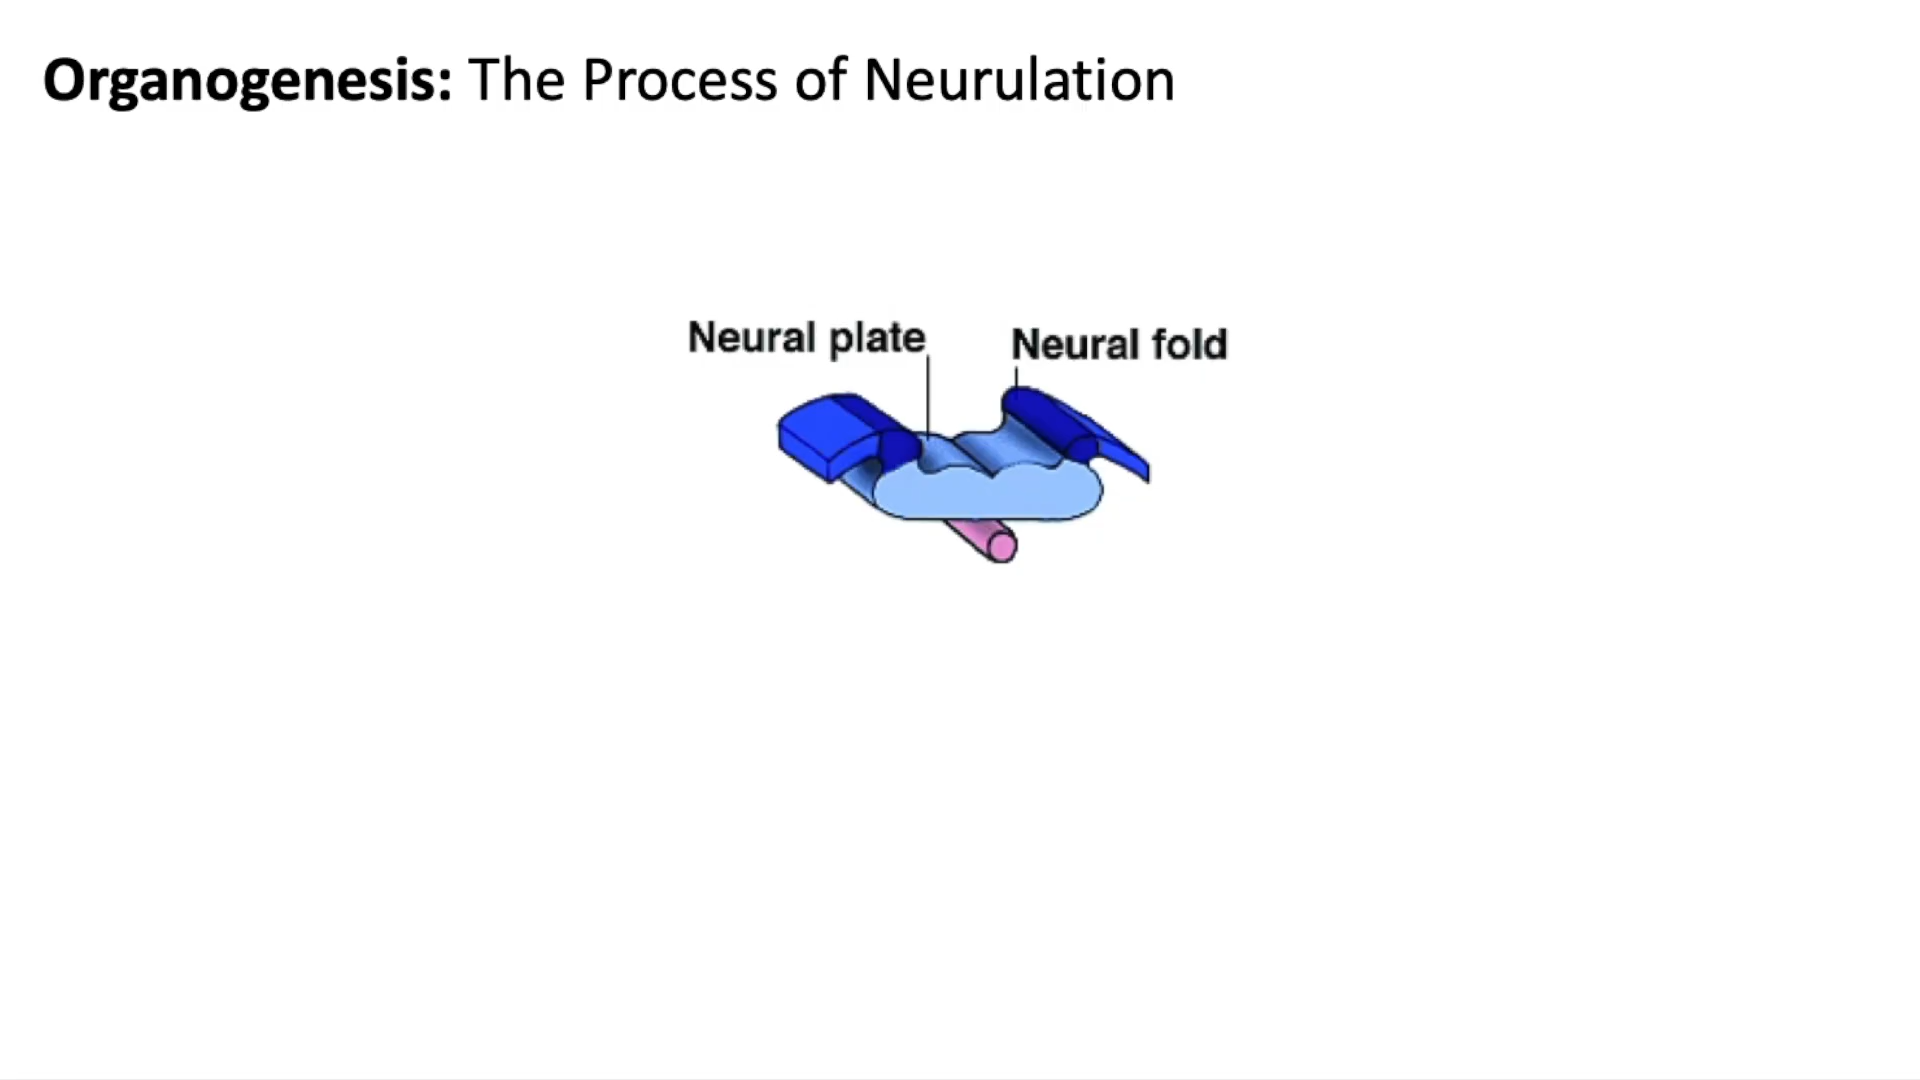 Organogenesis: The Process of Neurulation
Neural plate
Neural fold